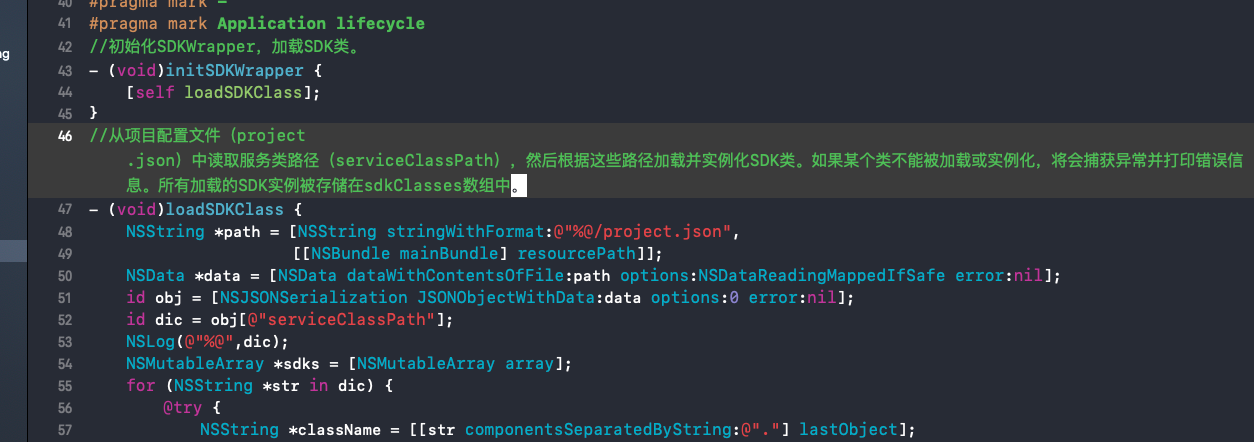 40 #pragma mark -
41 #pragma mark Application lifecycle
ng
42 //初始化SDKWrapper，加载SDK类。
43 - (void)initSDKWrapper {
44 [self loadSDKClass];
45 }
46 //从项目配置文件（project
.json）中读取服务类路径（serviceClassPath），然后根据这些路径加载并实例化SDK类。如果某个类不能被加载或实例化，将会捕获异常并打印错误信
息。所有加载的SDK实例被存储在sdkClasses数组中。
47 - (void)loadSDKClass {
48 NSString *path = [NSString stringWithFormat:@"%@/project.json",
49 [[NSBundle mainBundle] resourcePath]];
50 NSData *data = [NSData dataWithContentsOfFile:path options:NSDataReadingMappedIfSafe error:nil];
51 id obj = [NSJSONSerialization JSONObjectWithData:data options:0 error:nil];
52 id dic = obj[@"serviceClassPath"];
53 NSLog(@"%@",dic);
54 NSMutableArray *sdks = [NSMutableArray array];
55 for (NSString *str in dic) {
56 @try {
57 NSString *className = [[str componentsSeparatedByString:@"."] lastObject];